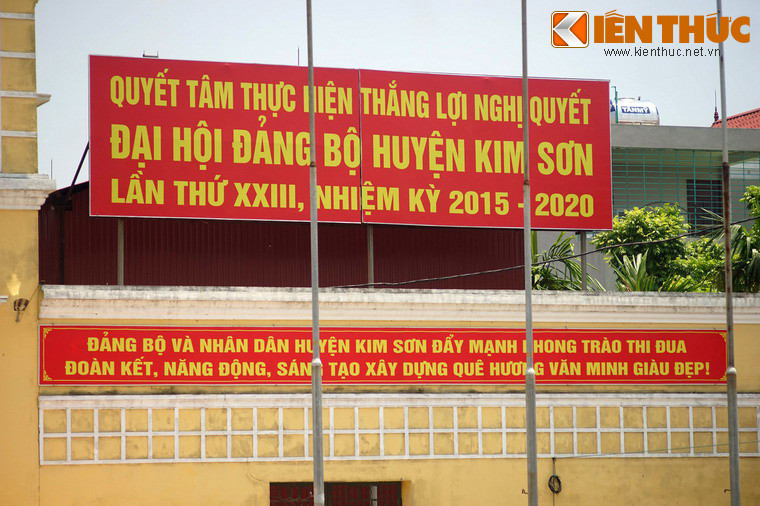 KIẾN THỨC
www.kienthuc.net.vn
QUYẾT TÂM THỰC HIỆN THẮNG LỢI NGHỊ QUYẾT
ĐẠI HỘI ĐẢNG BỘ HUYỆN KIM SƠN
LẦN THỨ XXIII, NHIỆM KỲ 2015 - 2020
TÂN MỸ
ĐẢNG BỘ VÀ NHÂN DÂN HUYỆN KIM SƠN ĐẨY MẠNH PHONG TRÀO THI ĐUA
ĐOÀN KẾT, NĂNG ĐỘNG, SÁNG TẠO XÂY DỰNG QUÊ HƯƠNG VĂN MINH GIÀU ĐẸP!